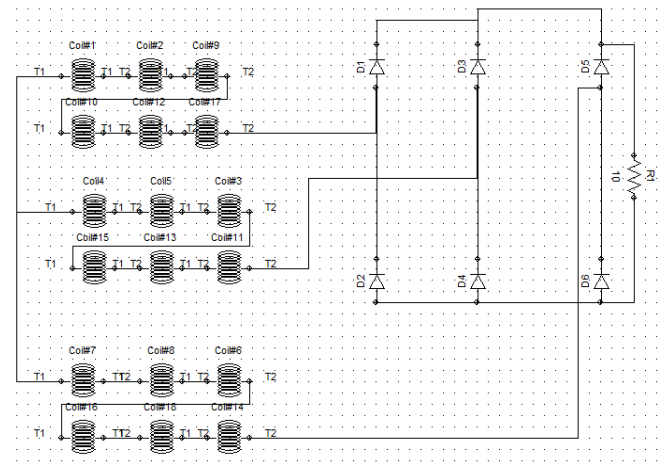 Coil#1 Coil#2 Coil#9
T1 T1 T2 T1 T2 T2
Coil#10 Coil#12 Coil#17
T1 T1 T2 T1 T2 T2
Coil4 Coil5 Coil#3
T1 T1 T2 T1 T2 T2
Coil#15 Coil#13 Coil#11
T1 T1 T2 T1 T2 T2
Coil#7 Coil#8 Coil#6
T1 T1 T2 T1 T2 T2
Coil#16 Coil#18 Coil#14
T1 T1 T2 T1 T2 T2
D1 D3 D5
R1
10
D2 D4 D6